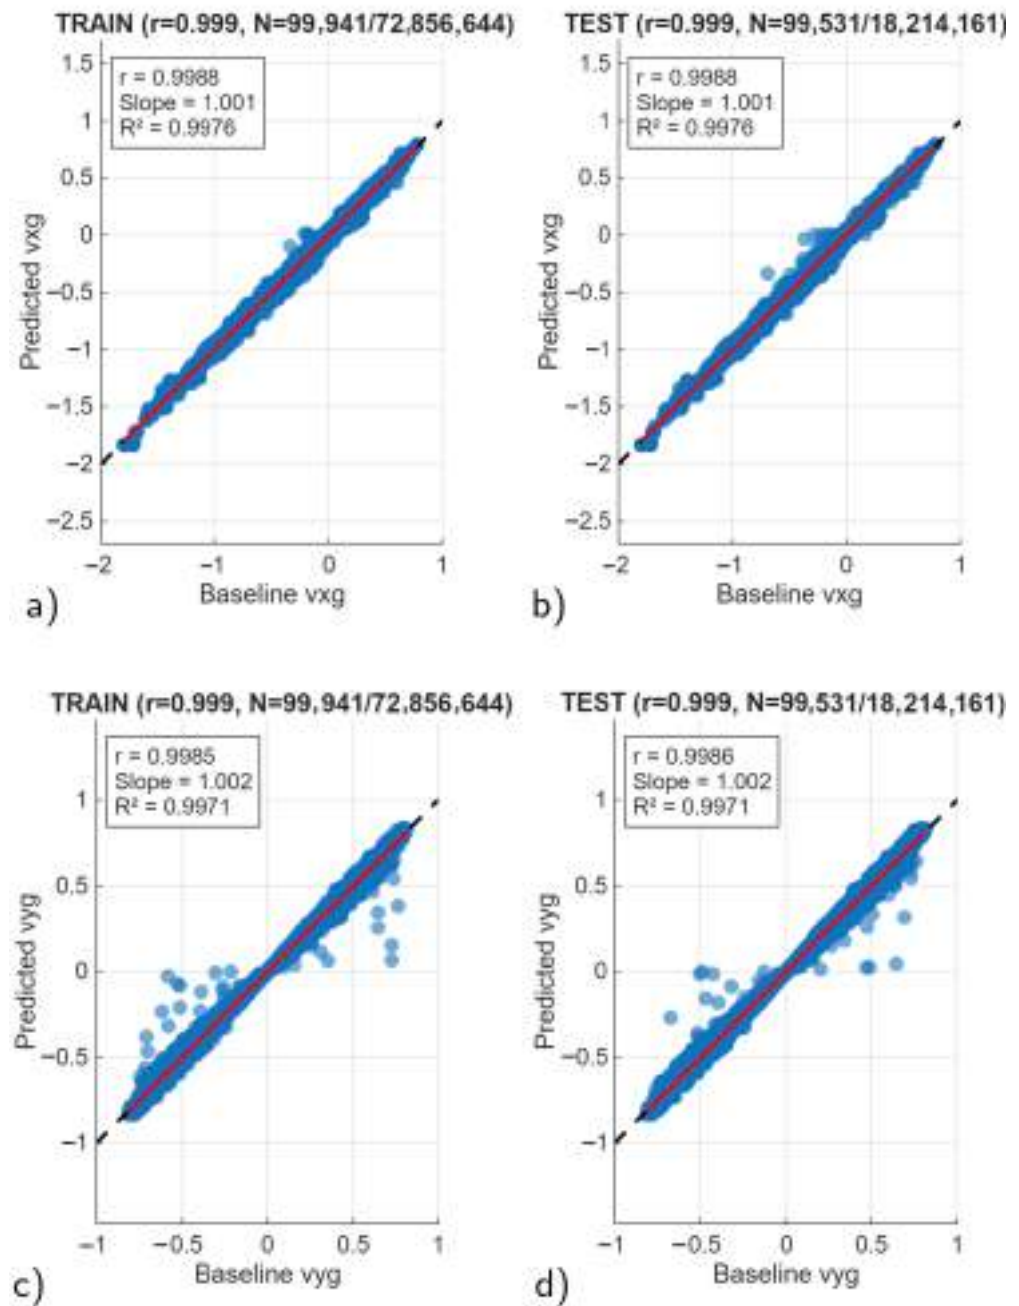 TRAIN (r=0.999, N=99,941/72,856,644)
r = 0.9988
Slope = 1.001
R² = 0.9976
1.5
1
0.5
0
−0.5
−1
−1.5
−2
−2.5
Predicted vxg
−2
−1
0
1
Baseline vxg
a)
TEST (r=0.999, N=99,531/18,214,161)
r = 0.9988
Slope = 1.001
R² = 0.9976
1.5
1
0.5
0
−0.5
−1
−1.5
−2
−2.5
Predicted vxg
−2
−1
0
1
Baseline vxg
b)
TRAIN (r=0.999, N=99,941/72,856,644)
r = 0.9985
Slope = 1.002
R² = 0.9971
1
0.5
0
−0.5
−1
Predicted vyg
−1
−0.5
0
0.5
1
Baseline vyg
c)
TEST (r=0.999, N=99,531/18,214,161)
r = 0.9986
Slope = 1.002
R² = 0.9971
1
0.5
0
−0.5
−1
Predicted vyg
−1
−0.5
0
0.5
1
Baseline vyg
d)